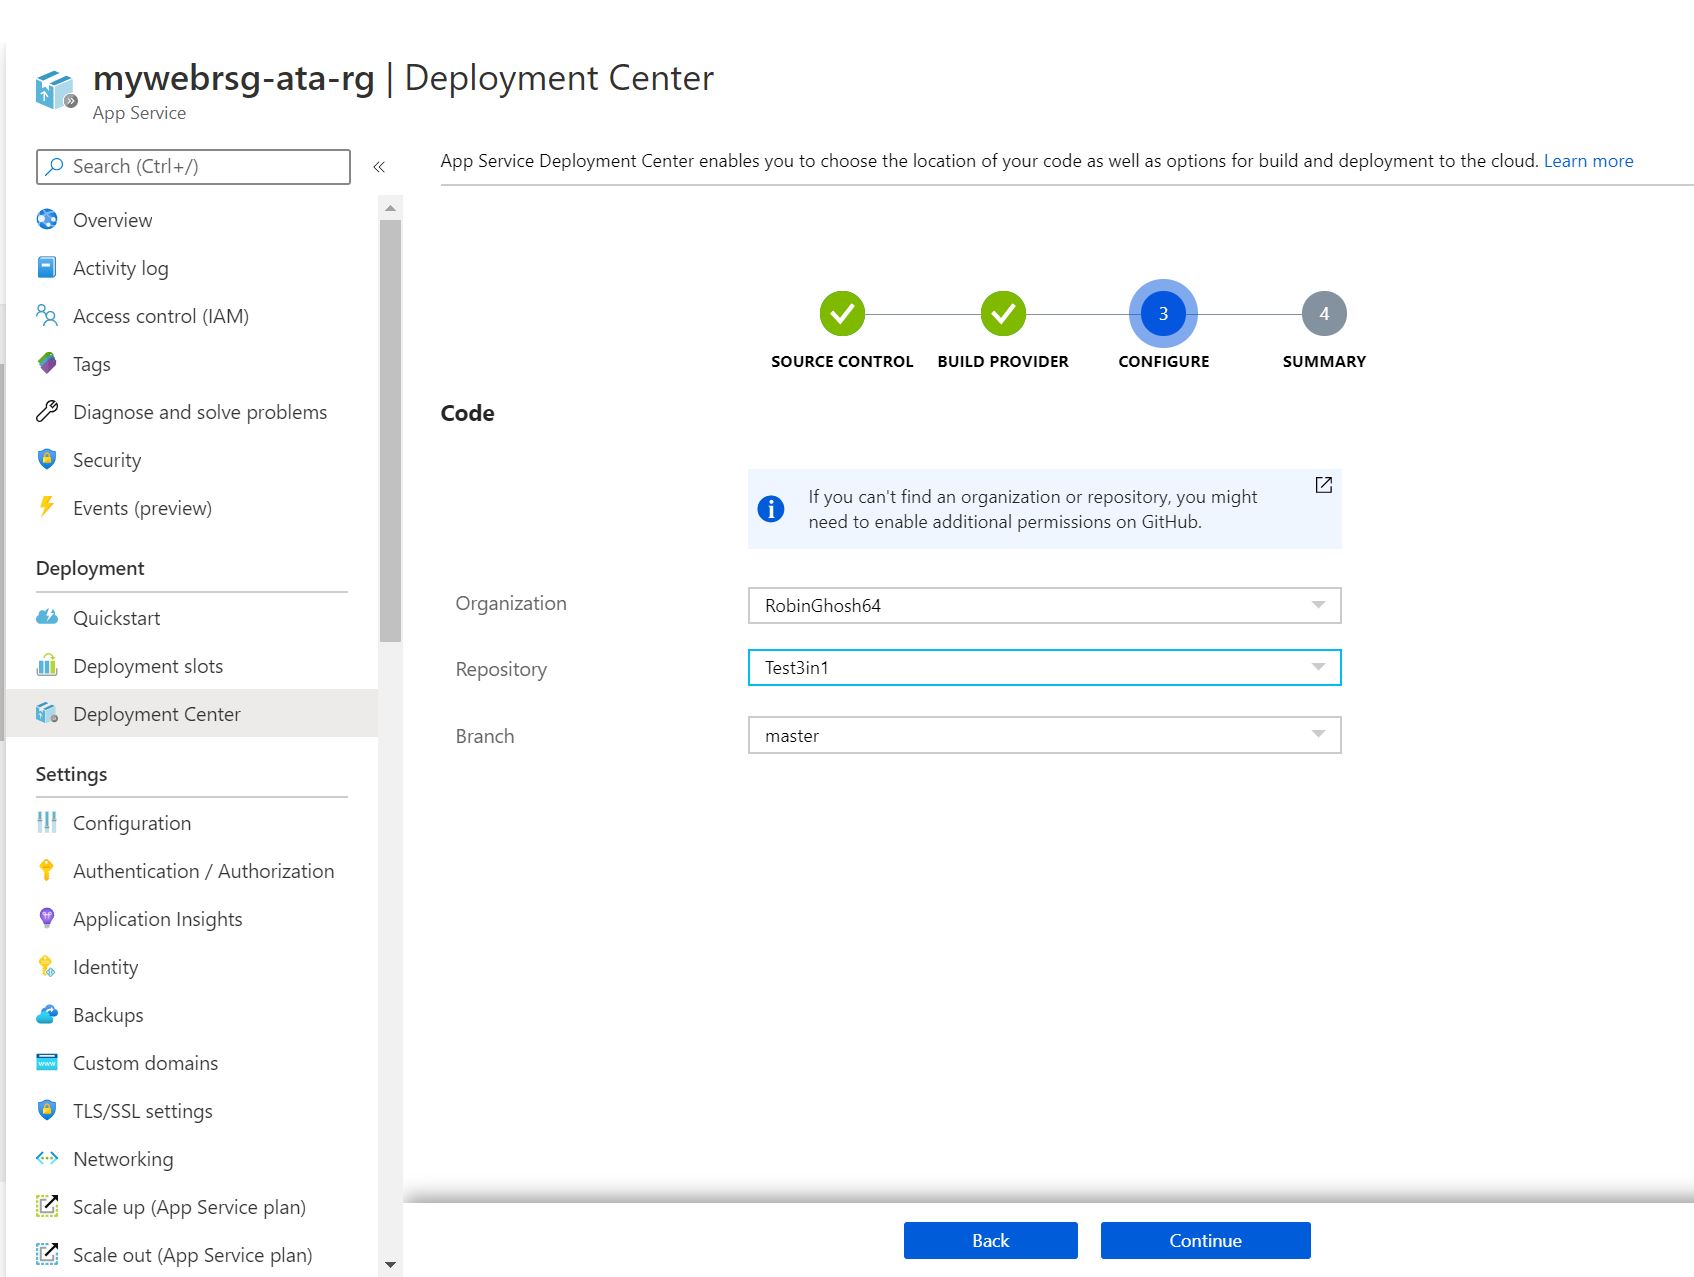 mywebrsg-ata-rg | Deployment Center
App Service
Search (Ctrl+/)
«
Overview
Activity log
Access control (IAM)
Tags
Diagnose and solve problems
Security
Events (preview)
Deployment
Quickstart
Deployment slots
Deployment Center
Settings
Configuration
Authentication / Authorization
Application Insights
Identity
Backups
Custom domains
TLS/SSL settings
Networking
Scale up (App Service plan)
Scale out (App Service plan)
App Service Deployment Center enables you to choose the location of your code as well as options for build and deployment to the cloud. Learn more
3
4
SOURCE CONTROL
BUILD PROVIDER
CONFIGURE
SUMMARY
Code
If you can't find an organization or repository, you might
need to enable additional permissions on GitHub.
Organization
RobinGhosh64
Repository
Test3in1
Branch
master
Back
Continue